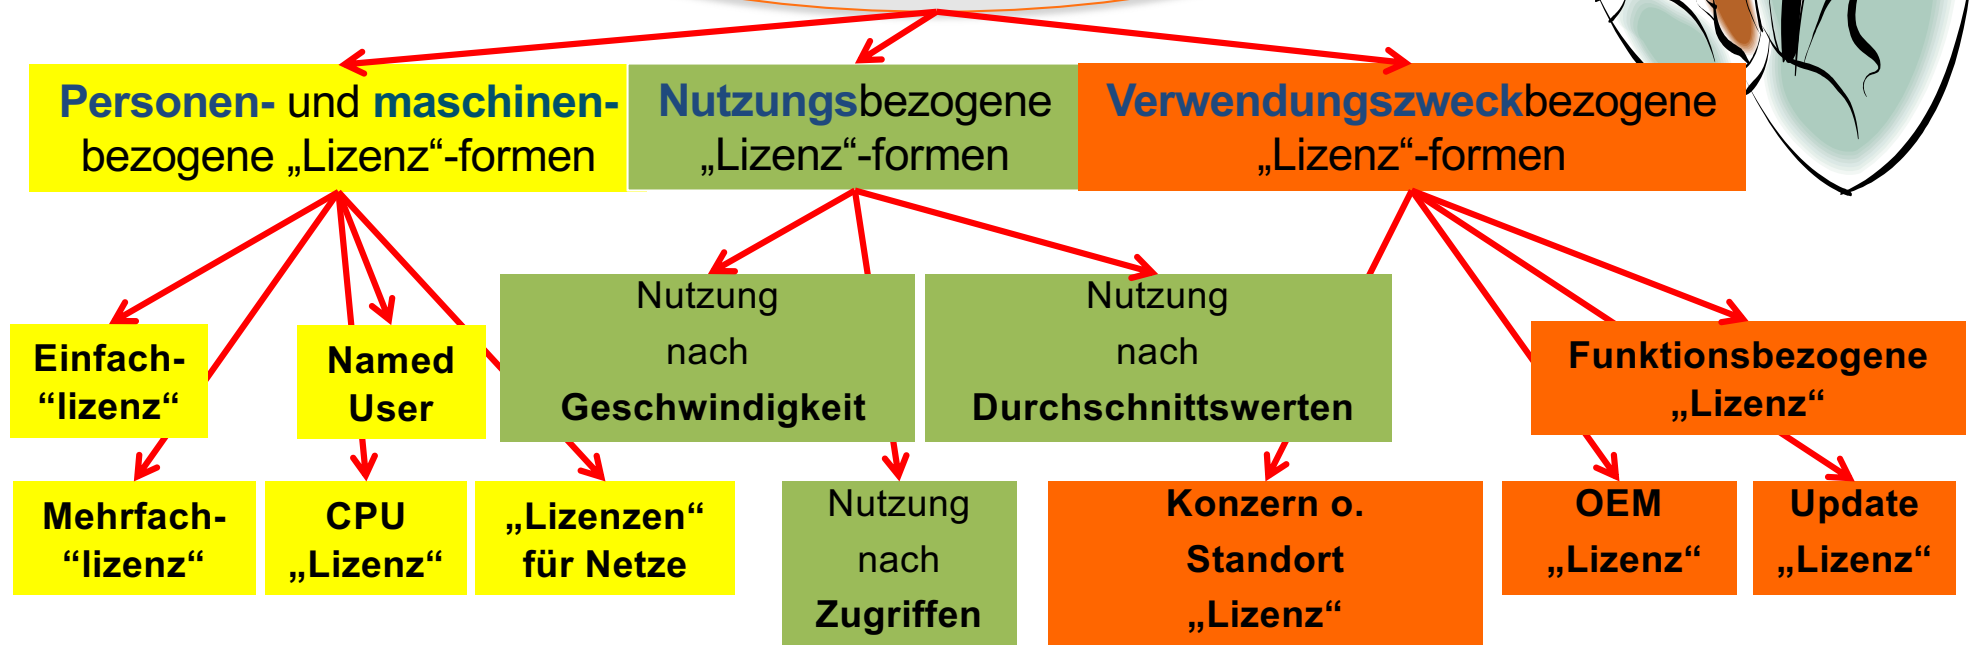 Personen- und maschinen-
bezogene „Lizenz“-formen
Nutzungsbezogene
„Lizenz“-formen
Verwendungszweckbezogene
„Lizenz“-formen
Einfach-
“lizenz“
Named
User
Nutzung
nach
Geschwindigkeit
Nutzung
nach
Durchschnittswerten
Funktionsbezogene
„Lizenz“
Mehrfach-
“lizenz“
CPU
„Lizenz“
„Lizenzen“
für Netze
Nutzung
nach
Zugriffen
Konzern o.
Standort
„Lizenz“
OEM
„Lizenz“
Update
„Lizenz“